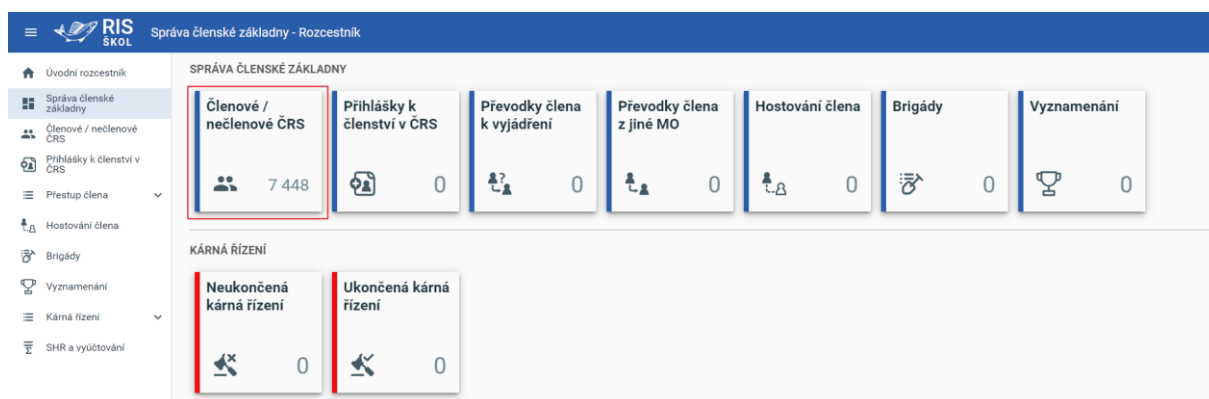 RIS
ŠKOL
Správa členské základny - Rozcestník
Úvodní rozcestník
Správa členské
základny
Členové / nečlenové
ČRS
Přihlášky k členství v
ČRS
Přestup člena
Hostování člena
Brigády
Vyznamenání
Kárná řízení
SHR a vyúčtování
SPRÁVA ČLENSKÉ ZÁKLADNY
Členové /
nečlenové ČRS
7 448
Přihlášky k
členství v ČRS
0
Převodky člena
k vyjádření
0
Převodky člena
z jiné MO
0
Hostování člena
0
Brigády
0
Vyznamenání
0
KÁRNÁ ŘÍZENÍ
Neukončená
kárná řízení
0
Ukončená kárná
řízení
0